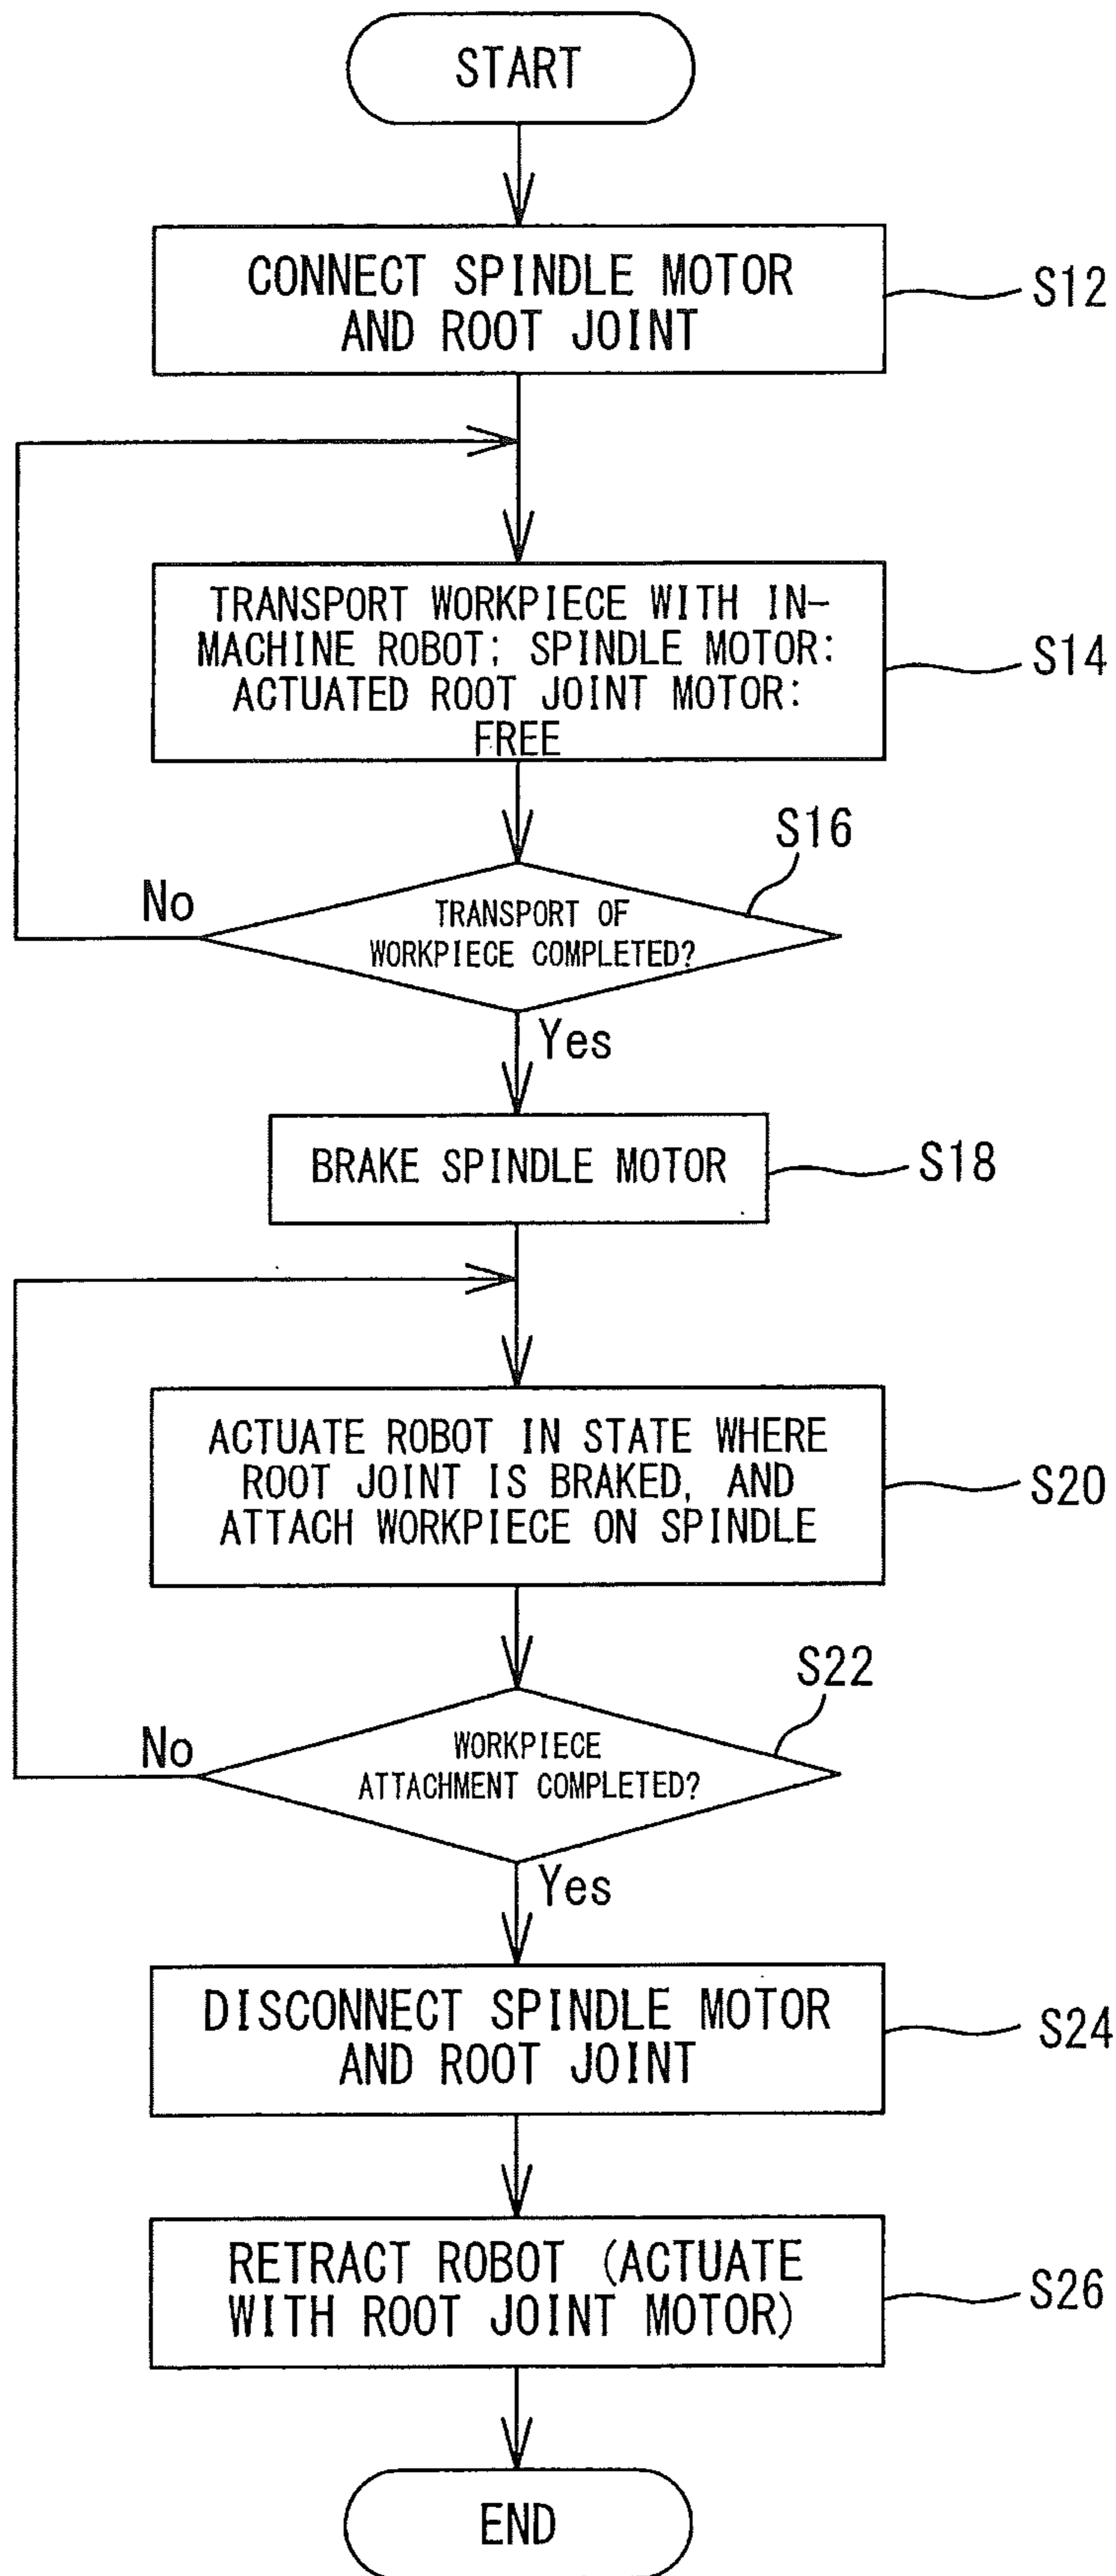 START
CONNECT SPINDLE MOTOR
AND ROOT JOINT
S12
TRANSPORT WORKPIECE WITH IN-
MACHINE ROBOT; SPINDLE MOTOR:
ACTUATED ROOT JOINT MOTOR:
FREE
S14
S16
No
TRANSPORT OF
WORKPIECE COMPLETED?
Yes
BRAKE SPINDLE MOTOR
S18
ACTUATE ROBOT IN STATE WHERE
ROOT JOINT IS BRAKED, AND
ATTACH WORKPIECE ON SPINDLE
S20
S22
No
WORKPIECE
ATTACHMENT COMPLETED?
Yes
DISCONNECT SPINDLE MOTOR
AND ROOT JOINT
S24
RETRACT ROBOT (ACTUATE
WITH ROOT JOINT MOTOR)
S26
END